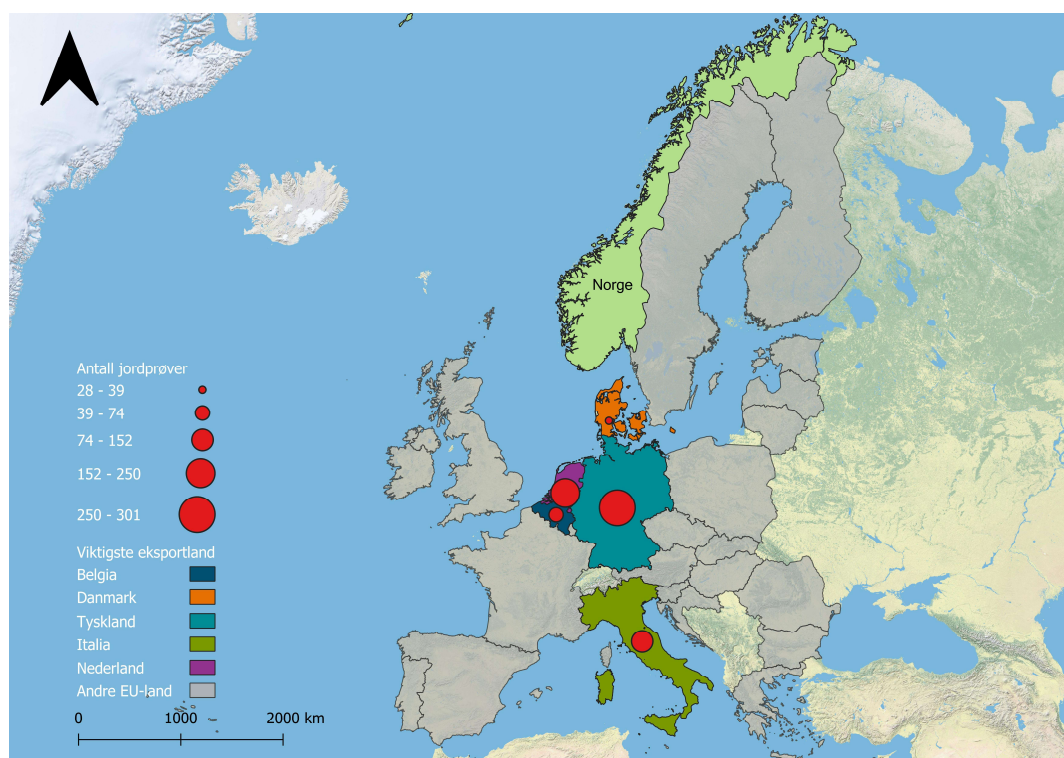 Norge
Antall jordprøver
28 - 39
39 - 74
74 - 152
152 - 250
250 - 301
Viktigste eksportland
Belgia
Danmark
Tyskland
Italia
Nederland
Andre EU-land
0 1000 2000 km